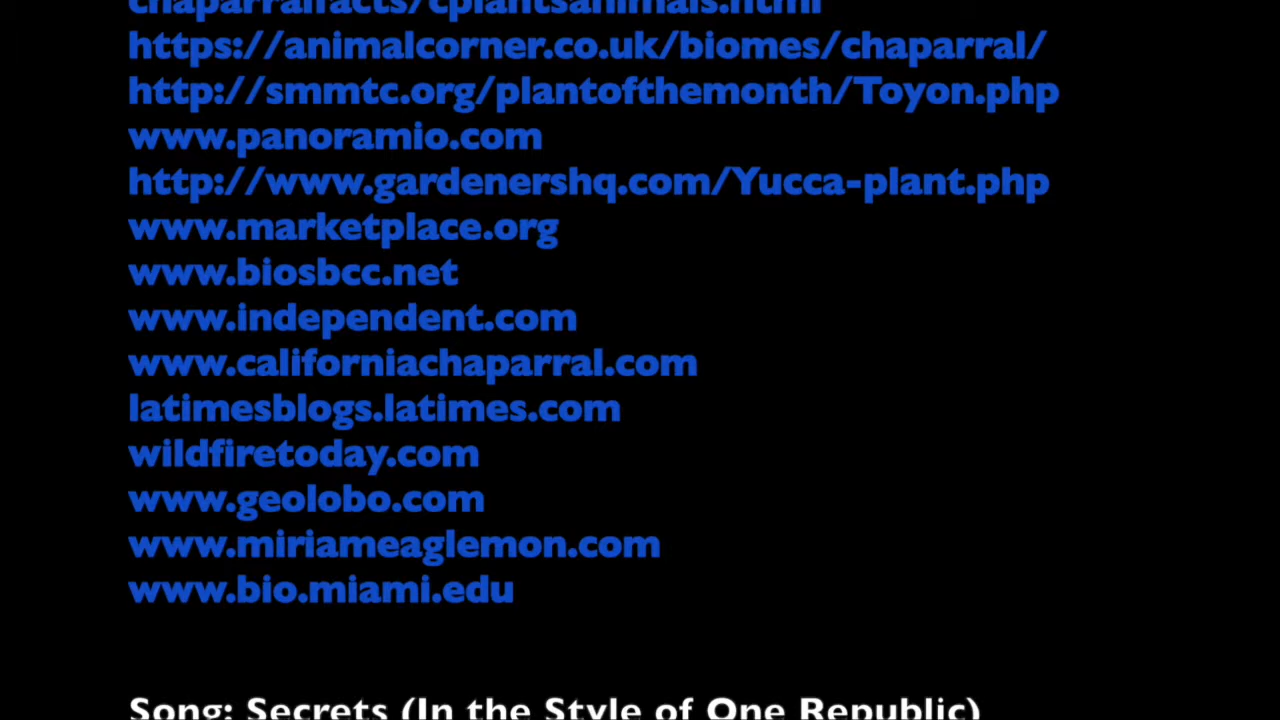 chaparralfacts/cplantsanimals.html
https://animalcorner.co.uk/biomes/chaparral/
http://smmtc.org/plantofthemonth/Toyon.php
www.panoramio.com
http://www.gardenershq.com/Yucca-plant.php
www.marketplace.org
www.biosbcc.net
www.independent.com
www.californiachaparral.com
latimesblogs.latimes.com
wildfiretoday.com
www.geolobo.com
www.miriameaglemon.com
www.bio.miami.edu
Song: Secrets (In the Style of One Republic)